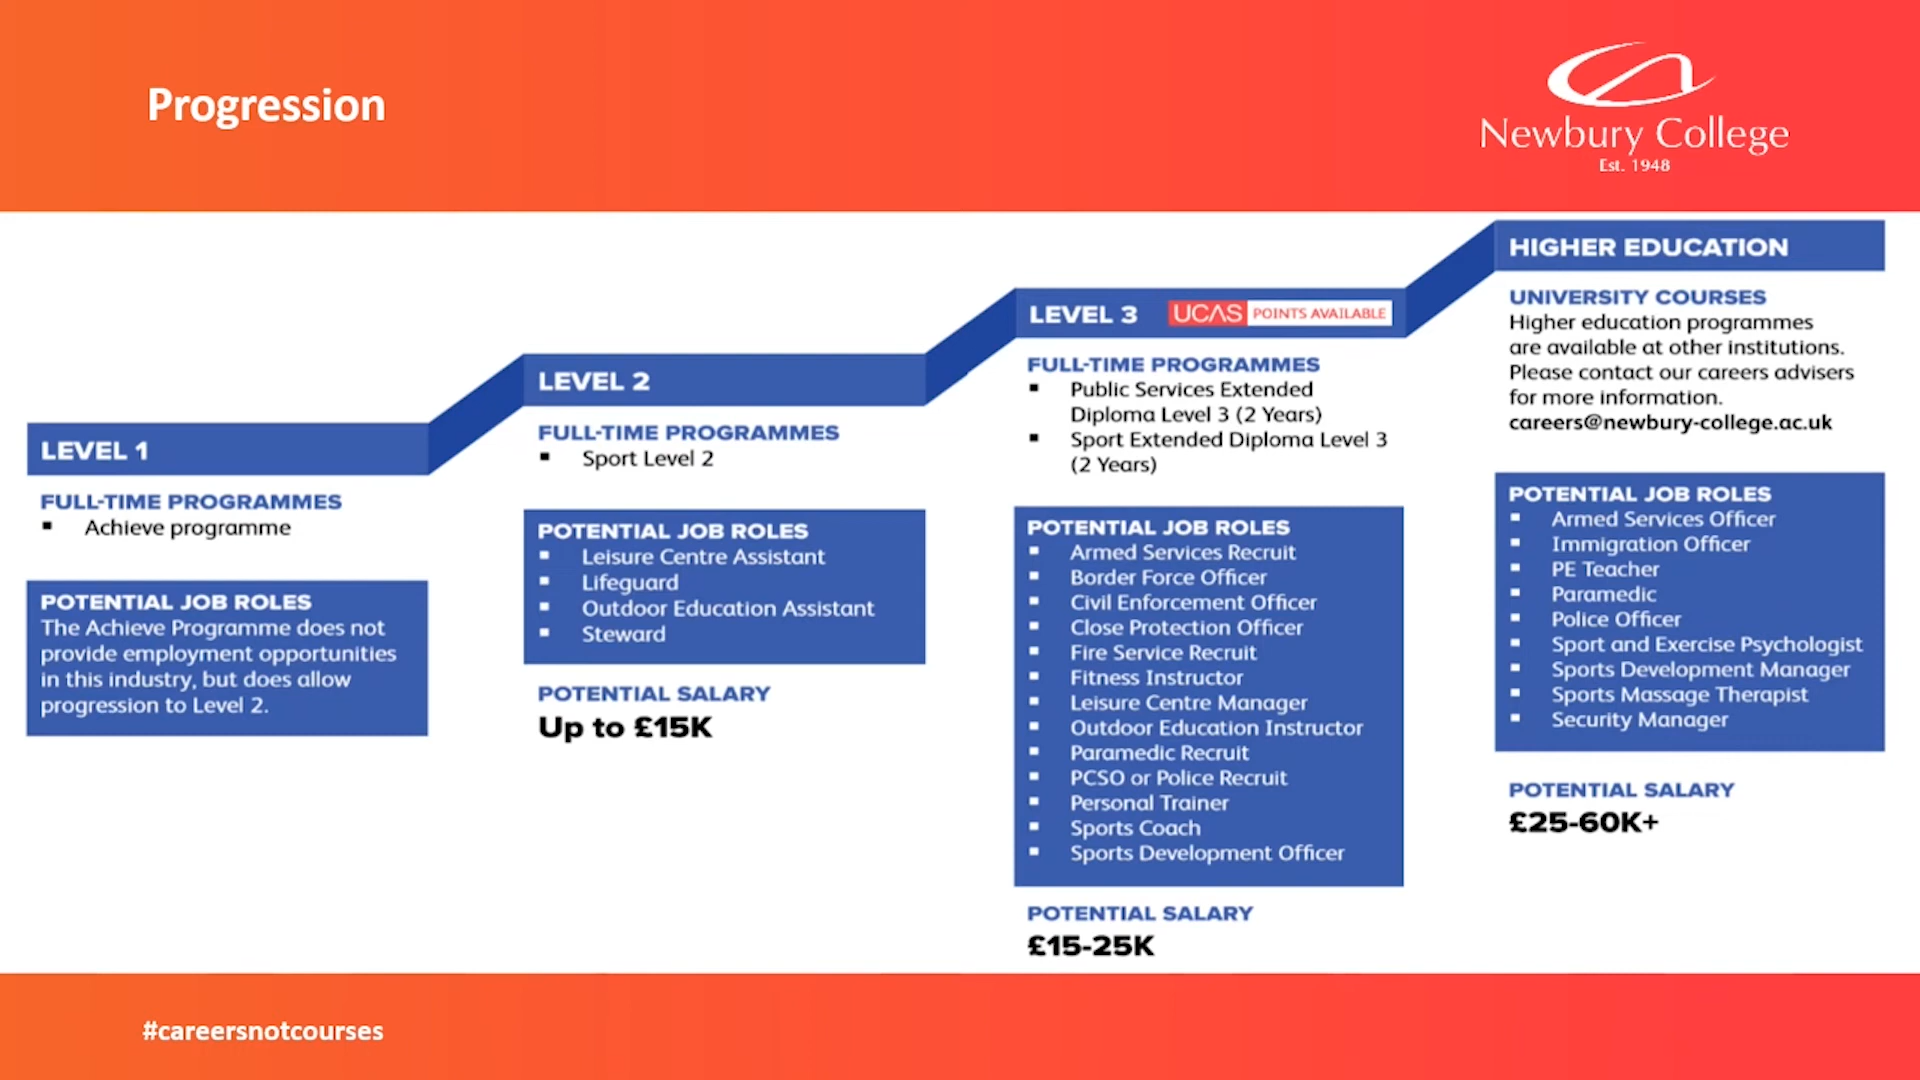 Progression
Newbury College
Est. 1948
LEVEL 1
FULL-TIME PROGRAMMES
▪ Achieve programme
POTENTIAL JOB ROLES
The Achieve Programme does not
provide employment opportunities
in this industry, but does allow
progression to Level 2.
LEVEL 2
FULL-TIME PROGRAMMES
▪ Sport Level 2
POTENTIAL JOB ROLES
▪ Leisure Centre Assistant
▪ Lifeguard
▪ Outdoor Education Assistant
▪ Steward
POTENTIAL SALARY
Up to £15K
LEVEL 3 UCAS POINTS AVAILABLE
FULL-TIME PROGRAMMES
▪ Public Services Extended
Diploma Level 3 (2 Years)
▪ Sport Extended Diploma Level 3
(2 Years)
POTENTIAL JOB ROLES
▪ Armed Services Recruit
▪ Border Force Officer
▪ Civil Enforcement Officer
▪ Close Protection Officer
▪ Fire Service Recruit
▪ Fitness Instructor
▪ Leisure Centre Manager
▪ Outdoor Education Instructor
▪ Paramedic Recruit
▪ PCSO or Police Recruit
▪ Personal Trainer
▪ Sports Coach
▪ Sports Development Officer
POTENTIAL SALARY
£15-25K
HIGHER EDUCATION
UNIVERSITY COURSES
Higher education programmes
are available at other institutions.
Please contact our careers advisers
for more information.
careers@newbury-college.ac.uk
POTENTIAL JOB ROLES
▪ Armed Services Officer
▪ Immigration Officer
▪ PE Teacher
▪ Paramedic
▪ Police Officer
▪ Sport and Exercise Psychologist
▪ Sports Development Manager
▪ Sports Massage Therapist
▪ Security Manager
POTENTIAL SALARY
£25-60K+
#careersnotcourses